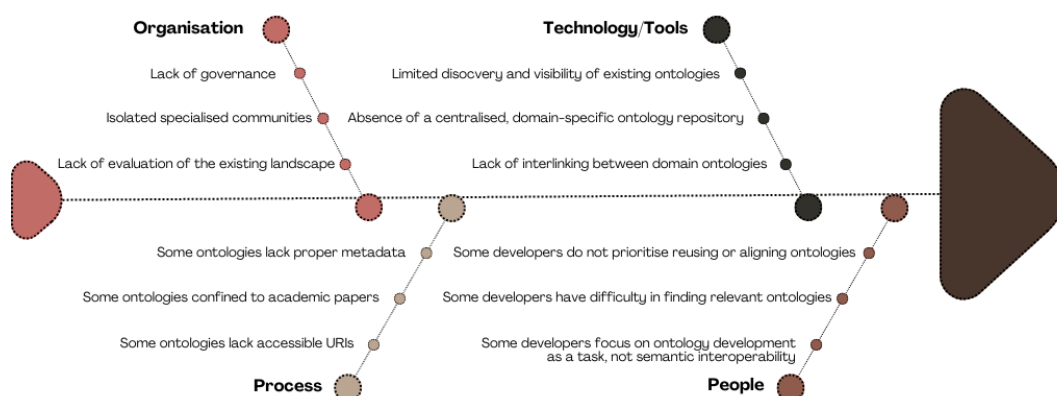 Organisation
Lack of governance
Isolated specialised communities
Lack of evaluation of the existing landscape
Technology/Tools
Limited disocvery and visibility of existing ontologies
Absence of a centralised, domain-specific ontology repository
Lack of interlinking between domain ontologies
Some ontologies lack proper metadata
Some ontologies confined to academic papers
Some ontologies lack accessible URIs
Process
Some developers do not prioritise reusing or aligning ontologies
Some developers have difficulty in finding relevant ontologies
Some developers focus on ontology development
as a task, not semantic interoperability
People